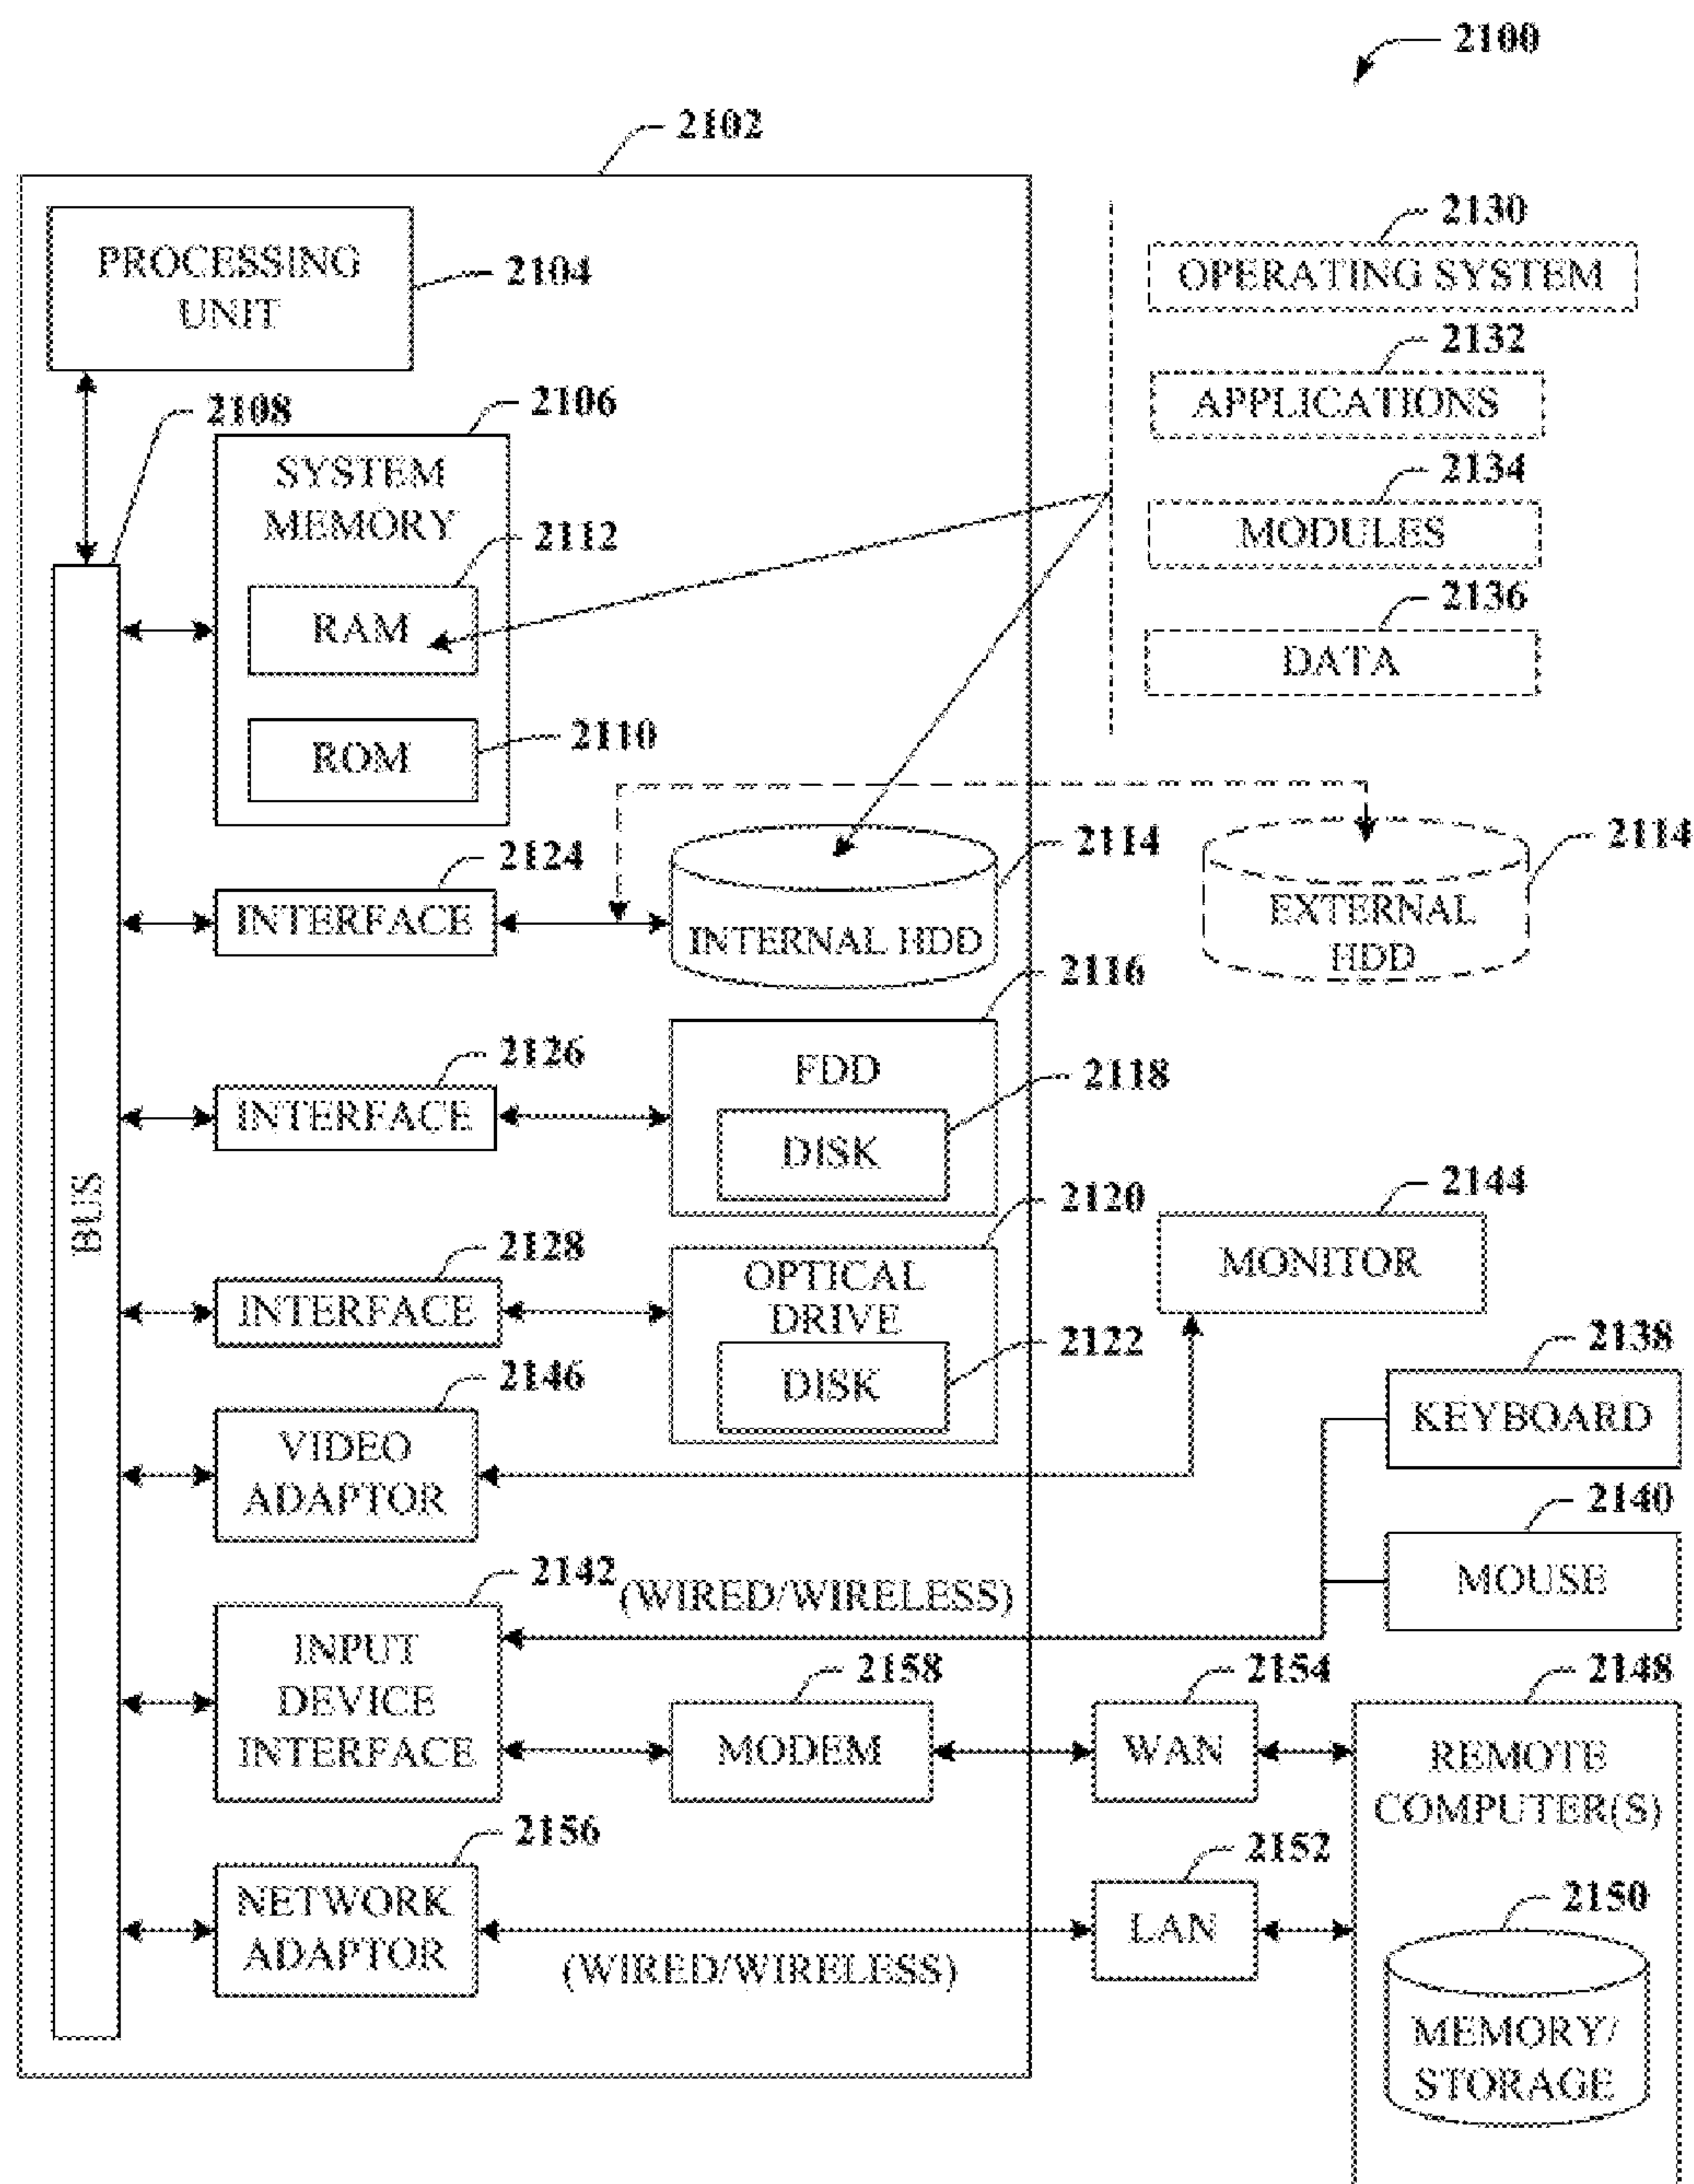 2100
2102
PROCESSING
UNIT
2104
2130
OPERATING SYSTEM
2132
APPLICATIONS
2134
MODULES
2136
DATA
2108
2106
SYSTEM
MEMORY
2112
RAM
2110
ROM
2124
INTERFACE
2114
INTERNAL HDD
2114
EXTERNAL
HDD
2116
FDD
2126
INTERFACE
2118
DISK
BUS
2120
OPTICAL
DRIVE
2128
INTERFACE
2122
DISK
2144
MONITOR
2146
VIDEO
ADAPTOR
2138
KEYBOARD
2140
MOUSE
2142
(WIRED/WIRELESS)
INPUT
DEVICE
INTERFACE
2158
MODEM
2154
WAN
2148
REMOTE
COMPUTER(S)
2156
NETWORK
ADAPTOR
(WIRED/WIRELESS)
2152
LAN
2150
MEMORY/
STORAGE